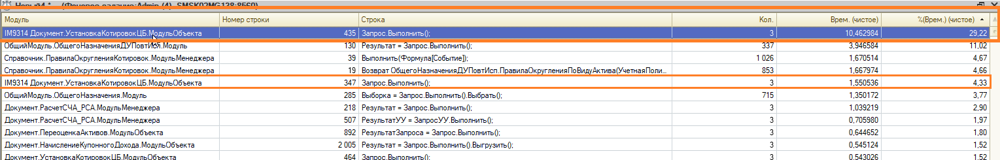 Новый4 * (Фоновое задание:Admin (4), SMSK02MG138:8560)
Модуль Номер строки Строка Кол. Врем. (чистое) %(Врем.) (чистое)
IM9314 Документ.УстановкаКотировокЦБ.МодульОбъекта 435 Запрос.Выполнить(); 3 10,462984 29,22
ОбщийМодуль.ОбщегоНазначенияДУПовтИсп.Модуль 130 Результат = Запрос.Выполнить(); 337 3,946584 11,02
Справочник.ПравилаОкругленияКотировок.МодульМенеджера 39 Выполнить(Формула[Событие]); 1 026 1,670514 4,67
Справочник.ПравилаОкругленияКотировок.МодульМенеджера 19 Возврат ОбщегоНазначенияДУПовтИсп.ПравилаОкругленияПоВидуАктива(УчетнаяПоли... 853 1,667974 4,66
IM9314 Документ.УстановкаКотировокЦБ.МодульОбъекта 347 Запрос.Выполнить(); 3 1,550536 4,33
ОбщийМодуль.ОбщегоНазначения.Модуль 285 Выборка = Запрос.Выполнить().Выбрать(); 715 1,350172 3,77
Документ.РасчетСЧА_РСА.МодульМенеджера 218 Результат = Запрос.Выполнить(); 3 1,039219 2,90
Документ.РасчетСЧА_РСА.МодульМенеджера 507 РезультатУУ = ЗапросУУ.Выполнить(); 3 0,705980 1,97
Документ.ПереоценкаАктивов.МодульОбъекта 892 РезультатЗапроса = Запрос.Выполнить(); 3 0,644652 1,80
Документ.НачислениеКупонногоДохода.МодульОбъекта 2 005 Результат = Запрос.Выполнить().Выгрузить(); 3 0,545124 1,52
Документ.УстановкаКотировокЦБ.МодульОбъекта 464 Запрос.Выполнить(); 3 0,543026 1,52